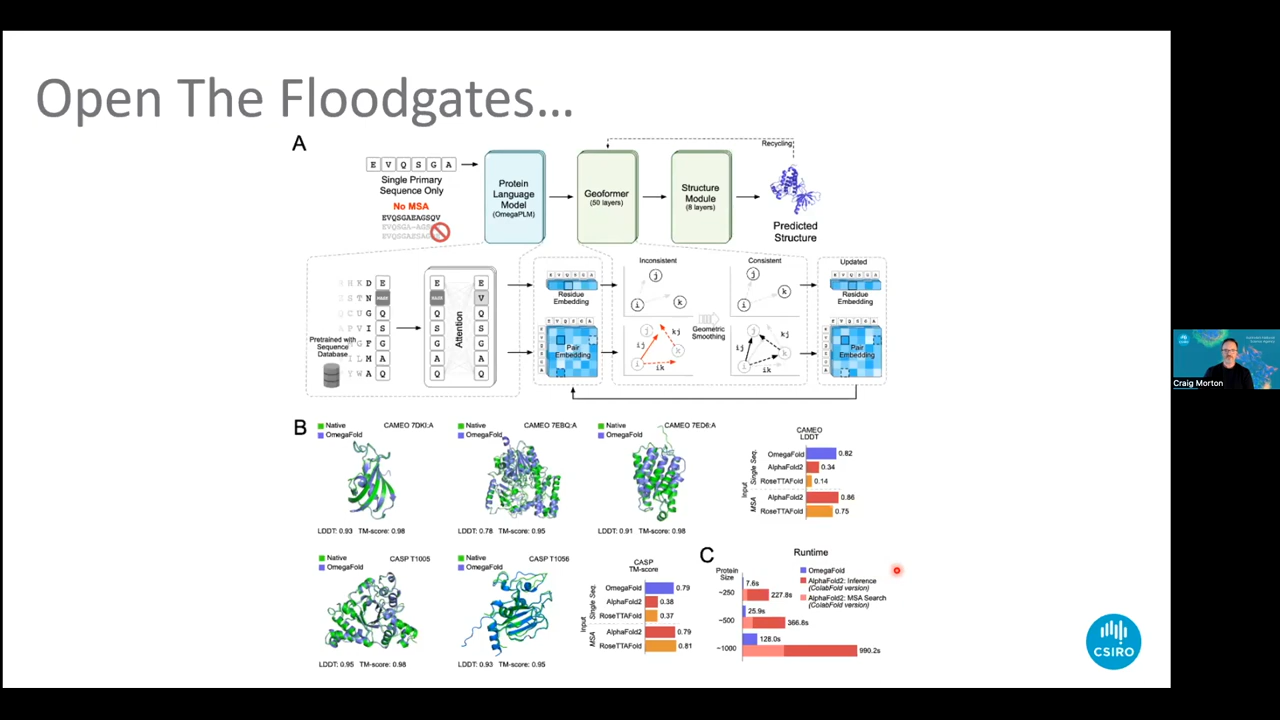 Open The Floodgates…
A
Recycling
E V Q S G A
Single Primary
Sequence Only
No MSA
EVQSGAEAGSQV
Protein
Language
Model
(OmegaPLM)
Geoformer
(50 layers)
Structure
Module
(8 layers)
Predicted
Structure
Pretrained with
Sequence
Database
H K D E
S T N MASK
Q C U G Q
A P V I S
G F G
I L M A
Y W A Q
E
MASK
Q
S
G
A
Q
Attention
E
V
Q
S
G
A
Q
E V Q S G A
Residue
Embedding
E V Q S G A
Pair
Embedding
Inconsistent
j
i
k
j
kj
ij
k
i
ik
Geometric
Smoothing
Consistent
j
i
k
j
kj
ij
k
i
ik
Updated
E V Q S G A
Residue
Embedding
E V Q S G A
Pair
Embedding
B
Native
OmegaFold
CAMEO 7DKI:A
LDDT: 0.93 TM-score: 0.98
Native
OmegaFold
CAMEO 7EBQ:A
LDDT: 0.78 TM-score: 0.95
Native
OmegaFold
CAMEO 7ED6:A
LDDT: 0.91 TM-score: 0.98
CAMEO
LDDT
Input
Single Seq.
OmegaFold 0.82
AlphaFold2 0.34
RoseTTAFold 0.14
MSA
AlphaFold2 0.86
RoseTTAFold 0.75
Native
OmegaFold
CASP T1005
LDDT: 0.95 TM-score: 0.98
Native
OmegaFold
CASP T1056
LDDT: 0.93 TM-score: 0.95
CASP
TM-score
Input
Single Seq.
OmegaFold 0.79
AlphaFold2 0.38
RoseTTAFold 0.37
MSA
AlphaFold2 0.79
RoseTTAFold 0.81
C
Runtime
Protein
Size
OmegaFold
AlphaFold2: Inference
(ColabFold version)
AlphaFold2: MSA Search
(ColabFold version)
7.6s
~250 227.8s
25.9s
~500 366.8s
128.0s
~1000 990.2s
CSIRO
CSIRO
Craig Morton